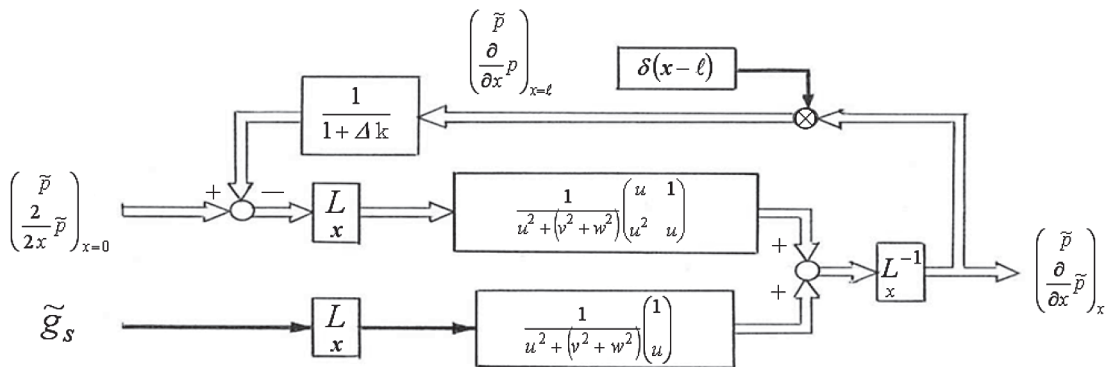 ( p̃
∂/∂x p )x=ℓ
δ(x−ℓ)
1/(1+Δk)
⊗
+ −
( p̃
2/2x p̃ )x=0
L
x
1/(u²+(v²+w²)) (u 1
u² u)
+
+
L⁻¹
x
( p̃
∂/∂x p̃ )x
g̃s
L
x
1/(u²+(v²+w²)) (1
u)